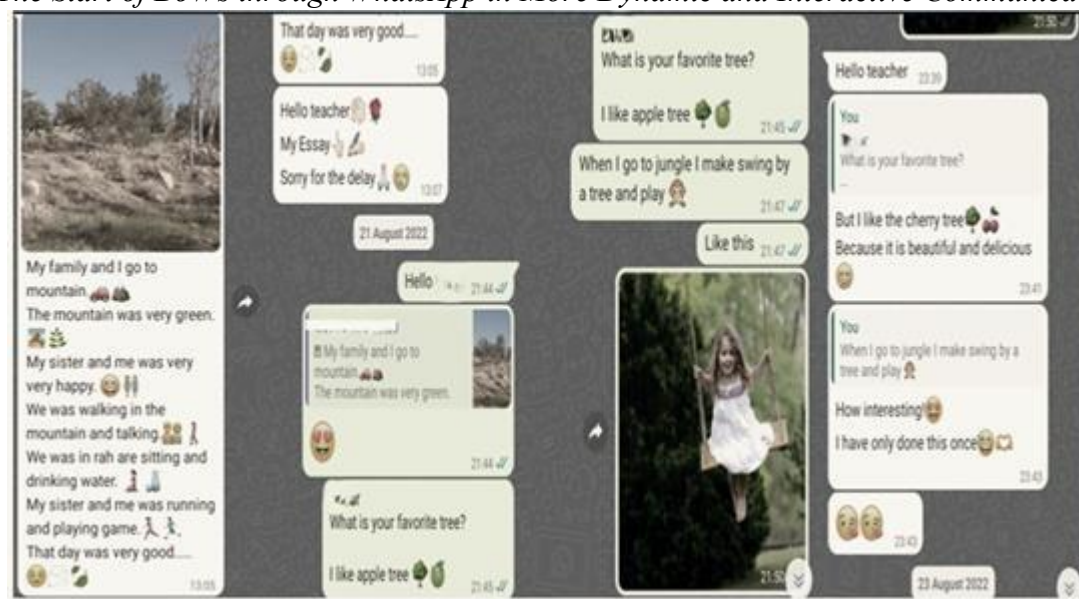 The Start of Bows through WhatsApp in More Dynamic and Interactive
My family and I go to
mountain.
The mountain was very green.
My sister and me was very
very happy.
We was walking in the
mountain and talking
We was in rah are sitting and
drinking water.
My sister and me was running
and playing game.
That day was very good.....
13:05
That day was very good.....
13:05
Hello teacher
My Essay
Sorry for the delay
13:07
21 August 2022
Hello
21:44
My family and I go to
mountain.
The mountain was very green.
21:44
What is your favorite tree?
I like apple tree
21:45
What is your favorite tree?
I like apple tree
21:45
When I go to jungle I make swing by
a tree and play
21:47
Like this
21:47
21:50
21:50
Hello teacher
23:39
You
What is your favorite tree?
...
But I like the cherry tree
Because it is beautiful and delicious
23:41
You
When I go to jungle I make swing by a
tree and play
How interesting!
I have only done this once
23:43
23:43
23 August 2022